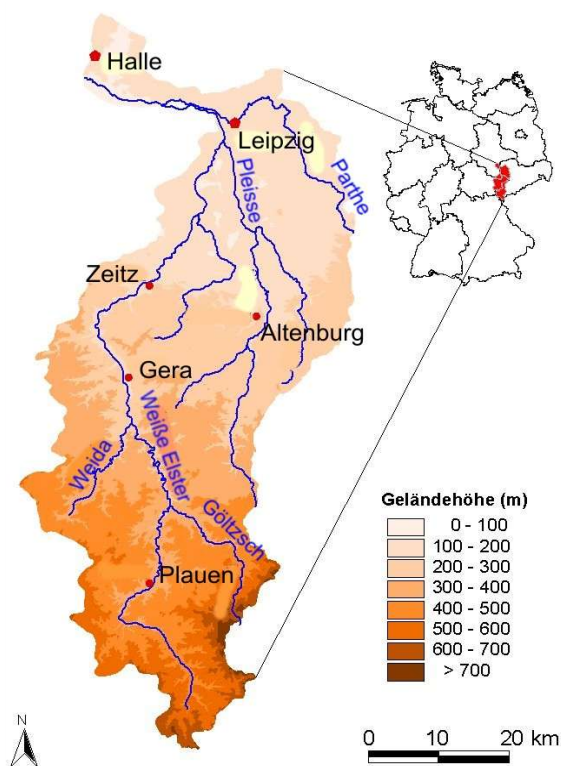 Halle
Leipzig
Pleisse
Parthe
Zeitz
Altenburg
Gera
Weiße Elster
Weida
Göltzsch
Plauen
Geländehöhe (m)
0 - 100
100 - 200
200 - 300
300 - 400
400 - 500
500 - 600
600 - 700
> 700
N
0 10 20 km